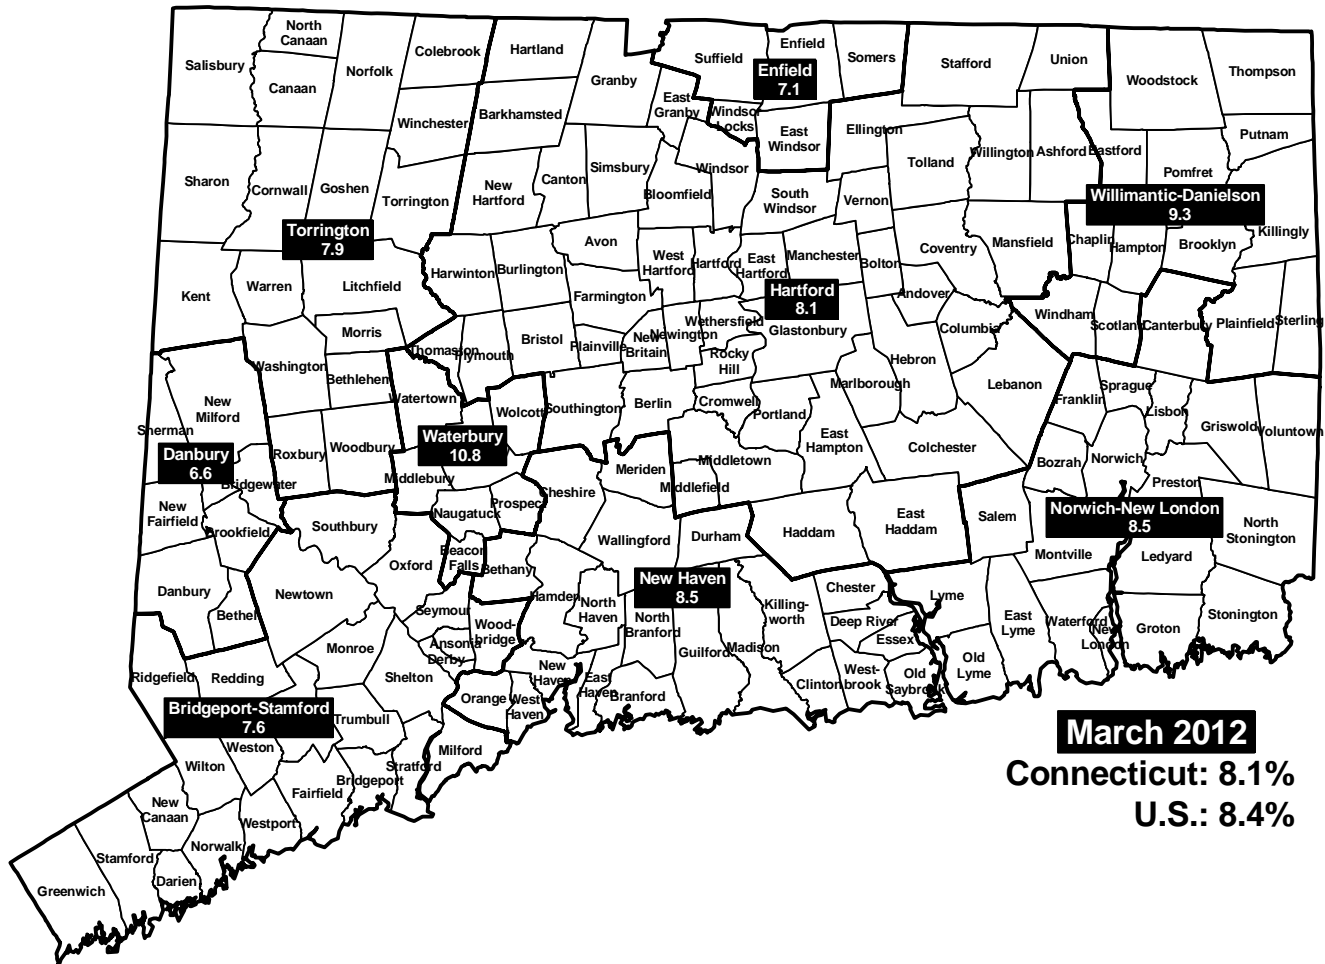 North
Canaan
Colebrook
Hartland
Suffield
Enfield
Somers
Stafford
Union
Salisbury
Norfolk
Canaan
Granby
Enfield
7.1
Woodstock
Thompson
East
Granby
Windsor
Locks
Winchester
Barkhamsted
East
Windsor
Ellington
Putnam
Tolland
Willington
Ashford
Eastford
Pomfret
Sharon
Cornwall
Goshen
Torrington
New
Hartford
Canton
Simsbury
Bloomfield
Windsor
South
Windsor
Vernon
Willimantic-Danielson
9.3
Torrington
7.9
Avon
West
Hartford
Hartford
East
Hartford
Manchester
Bolton
Coventry
Mansfield
Chaplin
Hampton
Brooklyn
Killingly
Kent
Warren
Litchfield
Harwinton
Burlington
Farmington
Hartford
8.1
Andover
Morris
Bristol
Plainville
New
Britain
Newington
Wethersfield
Glastonbury
Columbia
Windham
Scotland
Canterbury
Plainfield
Sterling
Washington
Bethlehem
Thomaston
Plymouth
Rocky
Hill
Hebron
Marlborough
Lebanon
Sprague
Franklin
Lisbon
Griswold
Voluntown
New
Milford
Sherman
Watertown
Wolcott
Southington
Berlin
Cromwell
Portland
East
Hampton
Colchester
Danbury
6.6
Roxbury
Woodbury
Waterbury
10.8
Meriden
Middletown
Middlefield
Bozrah
Norwich
Preston
Bridgewater
Middlebury
Cheshire
Prospect
Naugatuck
New
Fairfield
Brookfield
Southbury
Wallingford
Durham
Haddam
East
Haddam
Salem
Norwich-New London
8.5
North
Stonington
Montville
Ledyard
Oxford
Beacon
Falls
Bethany
Danbury
Bethel
Newtown
Hamden
New Haven
8.5
North
Haven
North
Branford
Killing-
worth
Chester
Deep River
Essex
Lyme
East
Lyme
Waterford
New
London
Groton
Stonington
Seymour
Wood-
bridge
Ansonia
Derby
Monroe
Shelton
Guilford
Madison
Ridgefield
Redding
Orange
New
Haven
West
Haven
East
Haven
Branford
Clinton
West-
brook
Old
Saybrook
Old
Lyme
Bridgeport-Stamford
7.6
Trumbull
Milford
Stratford
Weston
Wilton
Fairfield
Bridgeport
New
Canaan
Westport
Norwalk
Stamford
Darien
Greenwich
March 2012
Connecticut: 8.1%
U.S.: 8.4%